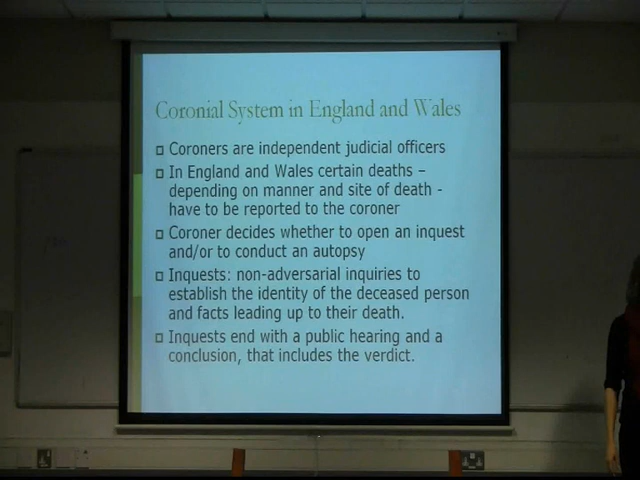 Coronial System in England and Wales
Coroners are independent judicial officers
In England and Wales certain deaths –
depending on manner and site of death -
have to be reported to the coroner
Coroner decides whether to open an inquest
and/or to conduct an autopsy
Inquests: non-adversarial inquiries to
establish the identity of the deceased person
and facts leading up to their death.
Inquests end with a public hearing and a
conclusion, that includes the verdict.